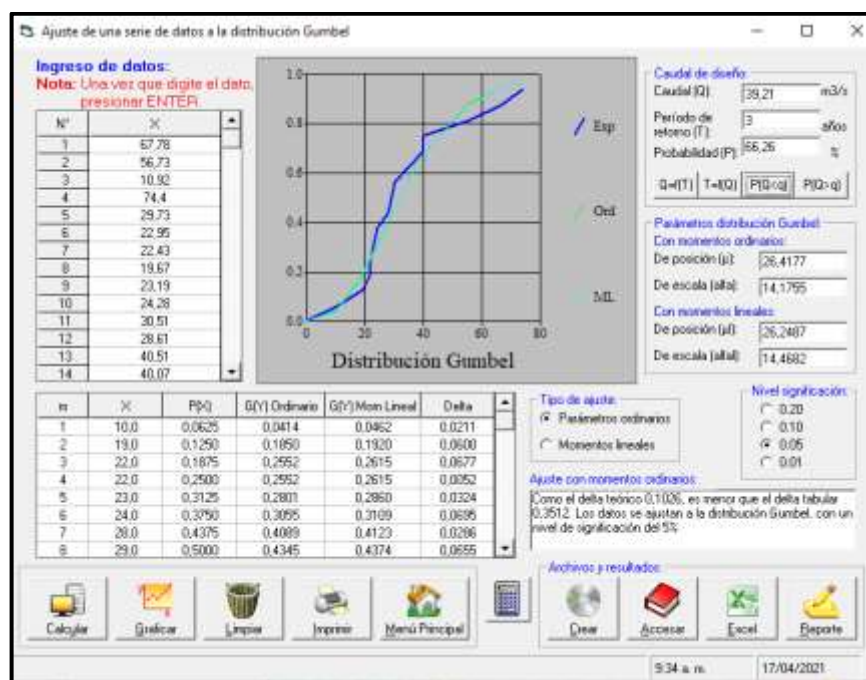 Ajuste de una serie de datos a la distribución Gumbel
Ingreso de datos:
Nota: Una vez que digite el dato,
presionar ENTER
N° X
1 67,78
2 56,73
3 10,92
4 74,4
5 29,73
6 22,95
7 22,43
8 19,67
9 23,19
10 24,28
11 30,51
12 28,61
13 40,51
14 40,07
1.0
0.8
0.6
0.4
0.2
0.0
0 20 40 60 80
Distribución Gumbel
Esp
Ord
ML
Caudal de diseño:
Caudal (Q): 39,21 m3/s
Período de retorno (T): 3 años
Probabilidad (P): 66,26
Q=f(T) T=f(Q) P(Q<q) P(Q>q)
Parámetros distribución Gumbel:
Con momentos ordinarios:
De posición (µ): 26,4177
De escala (alfa): 14,1755
Con momentos lineales:
De posición (µl): 26,2487
De escala (alfal): 14,4682
m X P(X) G(Y) Ordinario G(Y) Mom Lineal Delta
1 10,0 0,0625 0,0414 0,0462 0,0211
2 19,0 0,1250 0,1850 0,1920 0,0600
3 22,0 0,1875 0,2552 0,2615 0,0677
4 22,0 0,2500 0,2552 0,2615 0,0052
5 23,0 0,3125 0,2801 0,2860 0,0324
6 24,0 0,3750 0,3055 0,3109 0,0695
7 28,0 0,4375 0,4089 0,4123 0,0286
8 29,0 0,5000 0,4345 0,4374 0,0655
Tipo de ajuste:
Parámetros ordinarios
Momentos lineales
Nivel significación:
0.20
0.10
0.05
0.01
Ajuste con momentos ordinarios:
Como el delta teórico 0,1026, es menor que el delta tabular
0,3512. Los datos se ajustan a la distribución Gumbel, con un
nivel de significación del 5%
Archivos y resultados:
Calcular Graficar Limpiar Imprimir Menú Principal Crear Accesar Excel Reporte
9:34 a. m. 17/04/2021